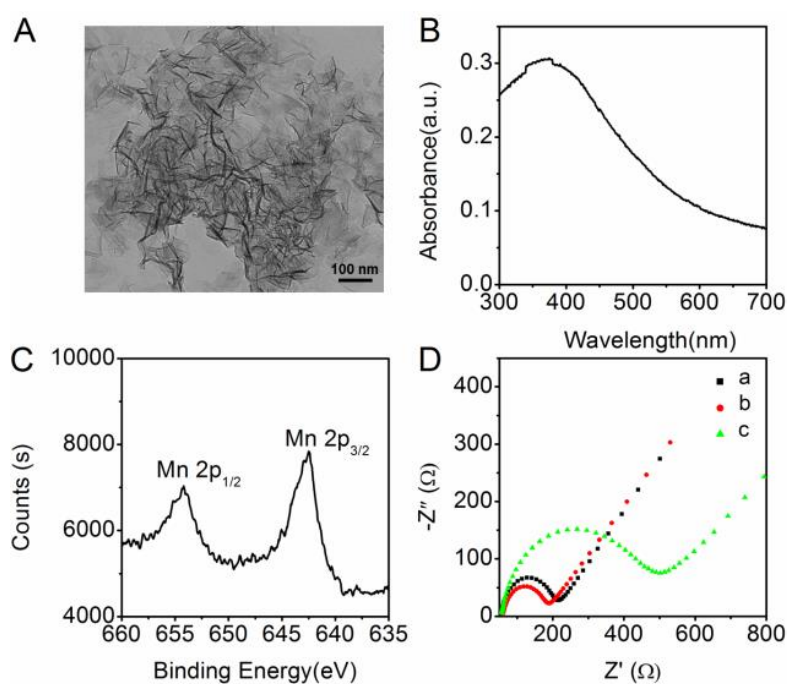 A
100 nm
B
0.3
0.2
0.1
0.0
Absorbance(a.u.)
300 400 500 600 700
Wavelength(nm)
C
10000
8000
6000
4000
Counts (s)
Mn 2p1/2
Mn 2p3/2
660 655 650 645 640 635
Binding Energy(eV)
D
400
300
200
100
0
-Z″ (Ω)
a
b
c
200 400 600 800
Z' (Ω)